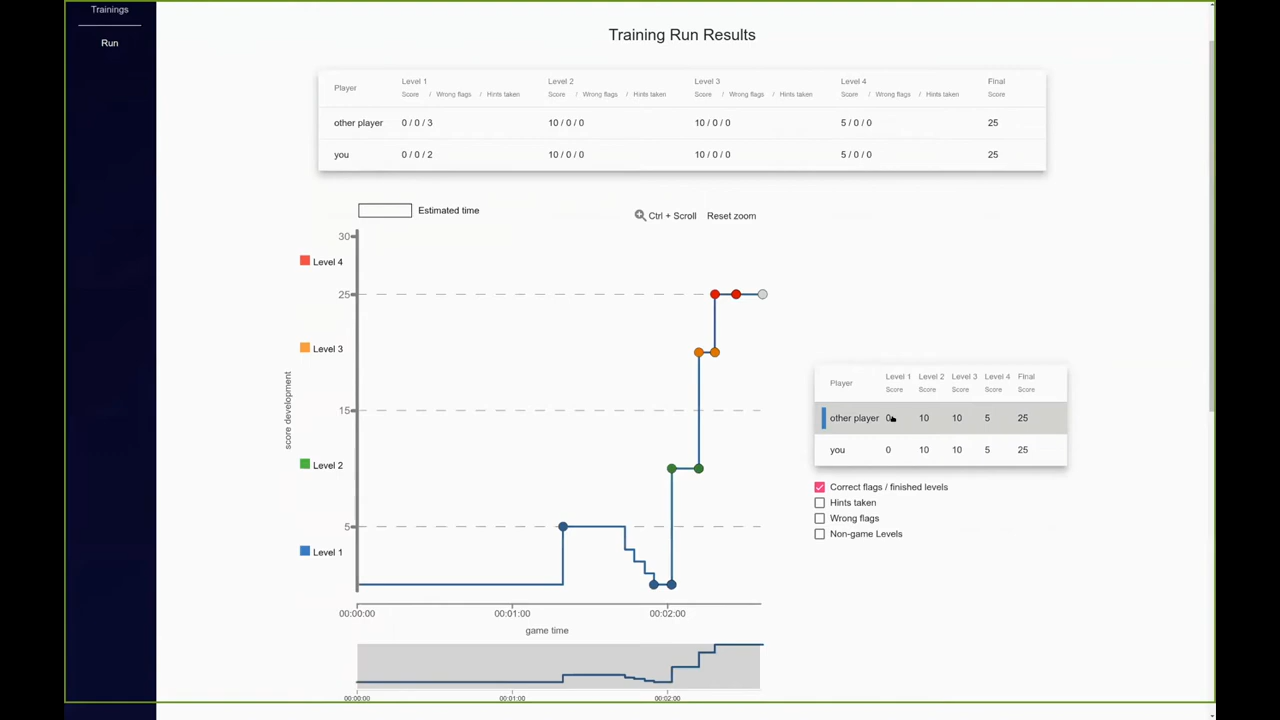 Trainings
Run
Training Run Results
Player Level 1 Level 2 Level 3 Level 4 FInal
Score / Wrong flags / Hints taken Score / Wrong flags / Hints taken Score / Wrong flags / Hints taken Score / Wrong flags / Hints taken Score
other player 0 / 0 / 3 10 / 0 / 0 10 / 0 / 0 5 / 0 / 0 25
you 0 / 0 / 2 10 / 0 / 0 10 / 0 / 0 5 / 0 / 0 25
Estimated time
Ctrl + Scroll Reset zoom
30
Level 4
25
Level 3
15
Level 2
5
Level 1
score development
00:00:00 00:01:00 00:02:00
game time
00:00:00 00:01:00 00:02:00
Player Level 1 Level 2 Level 3 Level 4 FInal
Score Score Score Score Score
other player 0 10 10 5 25
you 0 10 10 5 25
Correct flags / finished levels
Hints taken
Wrong flags
Non-game Levels